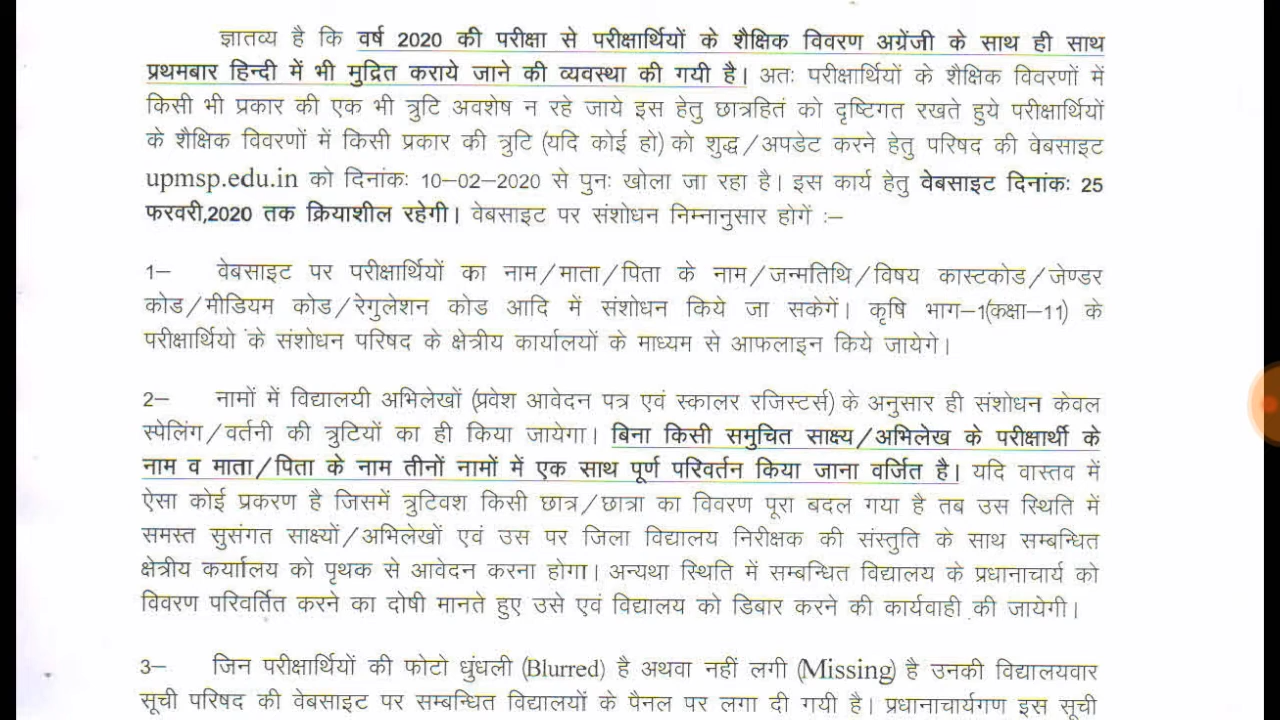 ज्ञातव्य है कि वर्ष 2020 की परीक्षा से परीक्षार्थियों के शैक्षिक विवरण अग्रेंजी के साथ ही साथ
प्रथमबार हिन्दी में भी मुद्रित कराये जाने की व्यवस्था की गयी है। अतः परीक्षार्थियों के शैक्षिक विवरणों में
किसी भी प्रकार की एक भी त्रुटि अवशेष न रहे जाये इस हेतु छात्रहितं को दृष्टिगत रखते हुये परीक्षार्थियों
के शैक्षिक विवरणों में किसी प्रकार की त्रुटि (यदि कोई हो) को शुद्ध/अपडेट करने हेतु परिषद की वेबसाइट
upmsp.edu.in को दिनांकः 10–02–2020 से पुनः खोला जा रहा है। इस कार्य हेतु वेबसाइट दिनांकः 25
फरवरी,2020 तक क्रियाशील रहेगी। वेबसाइट पर संशोधन निम्नानुसार होगें :–
1– वेबसाइट पर परीक्षार्थियों का नाम/माता/पिता के नाम/जन्मतिथि/विषय कास्टकोड/जेण्डर
कोड/मीडियम कोड/रेगुलेशन कोड आदि में संशोधन किये जा सकेगें। कृषि भाग–1(कक्षा–11) के
परीक्षार्थियो के संशोधन परिषद के क्षेत्रीय कार्यालयों के माध्यम से आफलाइन किये जायेगे।
2– नामों में विद्यालयी अभिलेखों (प्रवेश आवेदन पत्र एवं स्कालर रजिस्टर्स) के अनुसार ही संशोधन केवल
स्पेलिंग/वर्तनी की त्रुटियों का ही किया जायेगा। बिना किसी समुचित साक्ष्य/अभिलेख के परीक्षार्थी के
नाम व माता/पिता के नाम तीनों नामों में एक साथ पूर्ण परिवर्तन किया जाना वर्जित है। यदि वास्तव में
ऐसा कोई प्रकरण है जिसमें त्रुटिवश किसी छात्र/छात्रा का विवरण पूरा बदल गया है तब उस स्थिति में
समस्त सुसंगत साक्ष्यों/अभिलेखों एवं उस पर जिला विद्यालय निरीक्षक की संस्तुति के साथ सम्बन्धित
क्षेत्रीय कर्यालय को पृथक से आवेदन करना होगा। अन्यथा स्थिति में सम्बन्धित विद्यालय के प्रधानाचार्य को
विवरण परिवर्तित करने का दोषी मानते हुए उसे एवं विद्यालय को डिबार करने की कार्यवाही की जायेगी।
3– जिन परीक्षार्थियों की फोटो धुंधली (Blurred) है अथवा नहीं लगी (Missing) है उनकी विद्यालयवार
सूची परिषद की वेबसाइट पर सम्बन्धित विद्यालयों के पैनल पर लगा दी गयी है। प्रधानाचार्यगण इस सूची